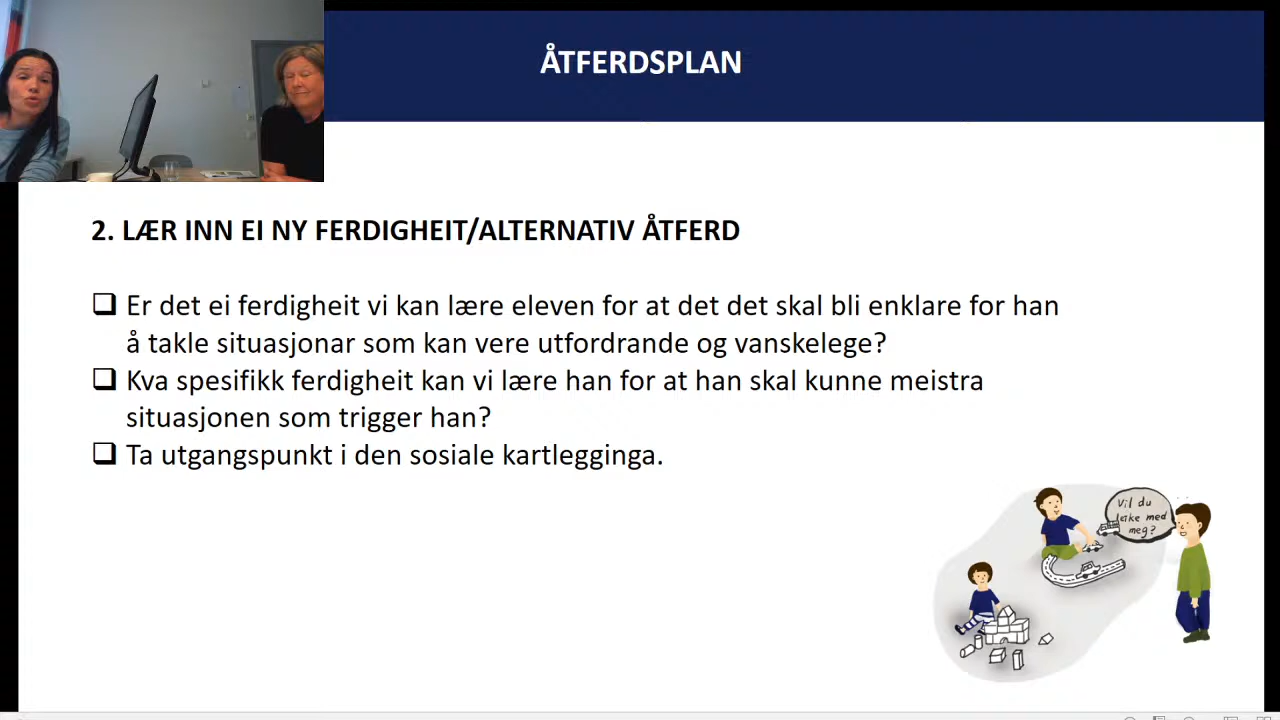 ÅTFERDSPLAN
2. LÆR INN EI NY FERDIGHEIT/ALTERNATIV ÅTFERD
❑ Er det ei ferdigheit vi kan lære eleven for at det det skal bli enklare for han
å takle situasjonar som kan vere utfordrande og vanskelege?
❑ Kva spesifikk ferdigheit kan vi lære han for at han skal kunne meistra
situasjonen som trigger han?
❑ Ta utgangspunkt i den sosiale kartlegginga.
Vil du
leike med
meg?